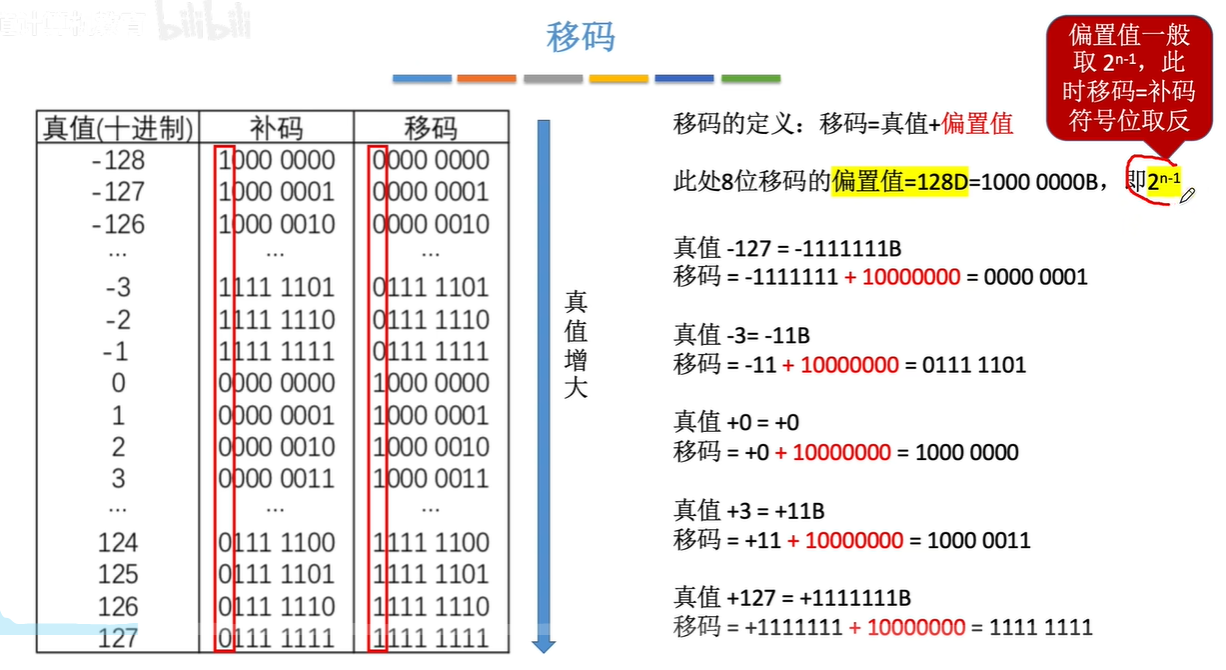 bilibili
移码
偏置值一般
取 2ⁿ⁻¹，此
时移码=补码
符号位取反
真值(十进制) 补码 移码
-128 1000 0000 0000 0000
-127 1000 0001 0000 0001
-126 1000 0010 0000 0010
... ... ...
-3 1111 1101 0111 1101
-2 1111 1110 0111 1110
-1 1111 1111 0111 1111
0 0000 0000 1000 0000
1 0000 0001 1000 0001
2 0000 0010 1000 0010
3 0000 0011 1000 0011
... ... ...
124 0111 1100 1111 1100
125 0111 1101 1111 1101
126 0111 1110 1111 1110
127 0111 1111 1111 1111
真
值
增
大
移码的定义：移码=真值+偏置值
此处8位移码的偏置值=128D=1000 0000B，即2ⁿ⁻¹
真值 -127 = -1111111B
移码 = -1111111 + 10000000 = 0000 0001
真值 -3= -11B
移码 = -11 + 10000000 = 0111 1101
真值 +0 = +0
移码 = +0 + 10000000 = 1000 0000
真值 +3 = +11B
移码 = +11 + 10000000 = 1000 0011
真值 +127 = +1111111B
移码 = +1111111 + 10000000 = 1111 1111